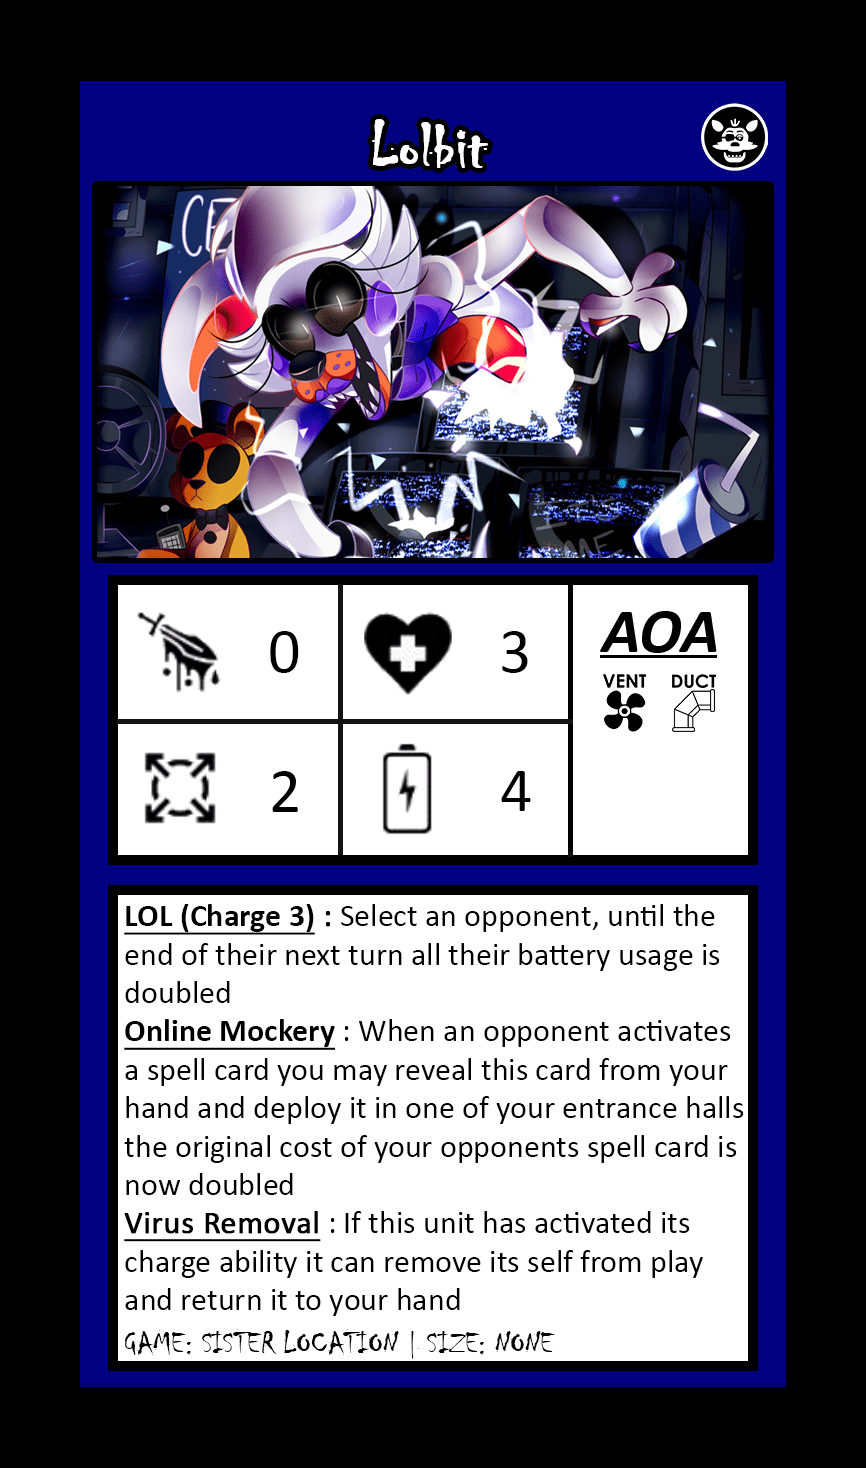 Lolbit
CE
ME
0
3
AOA
VENT DUCT
2
4
LOL (Charge 3) : Select an opponent, until the
end of their next turn all their battery usage is
doubled
Online Mockery : When an opponent activates
a spell card you may reveal this card from your
hand and deploy it in one of your entrance halls
the original cost of your opponents spell card is
now doubled
Virus Removal : If this unit has activated its
charge ability it can remove its self from play
and return it to your hand
GAME: SISTER LOCATION | SIZE: NONE